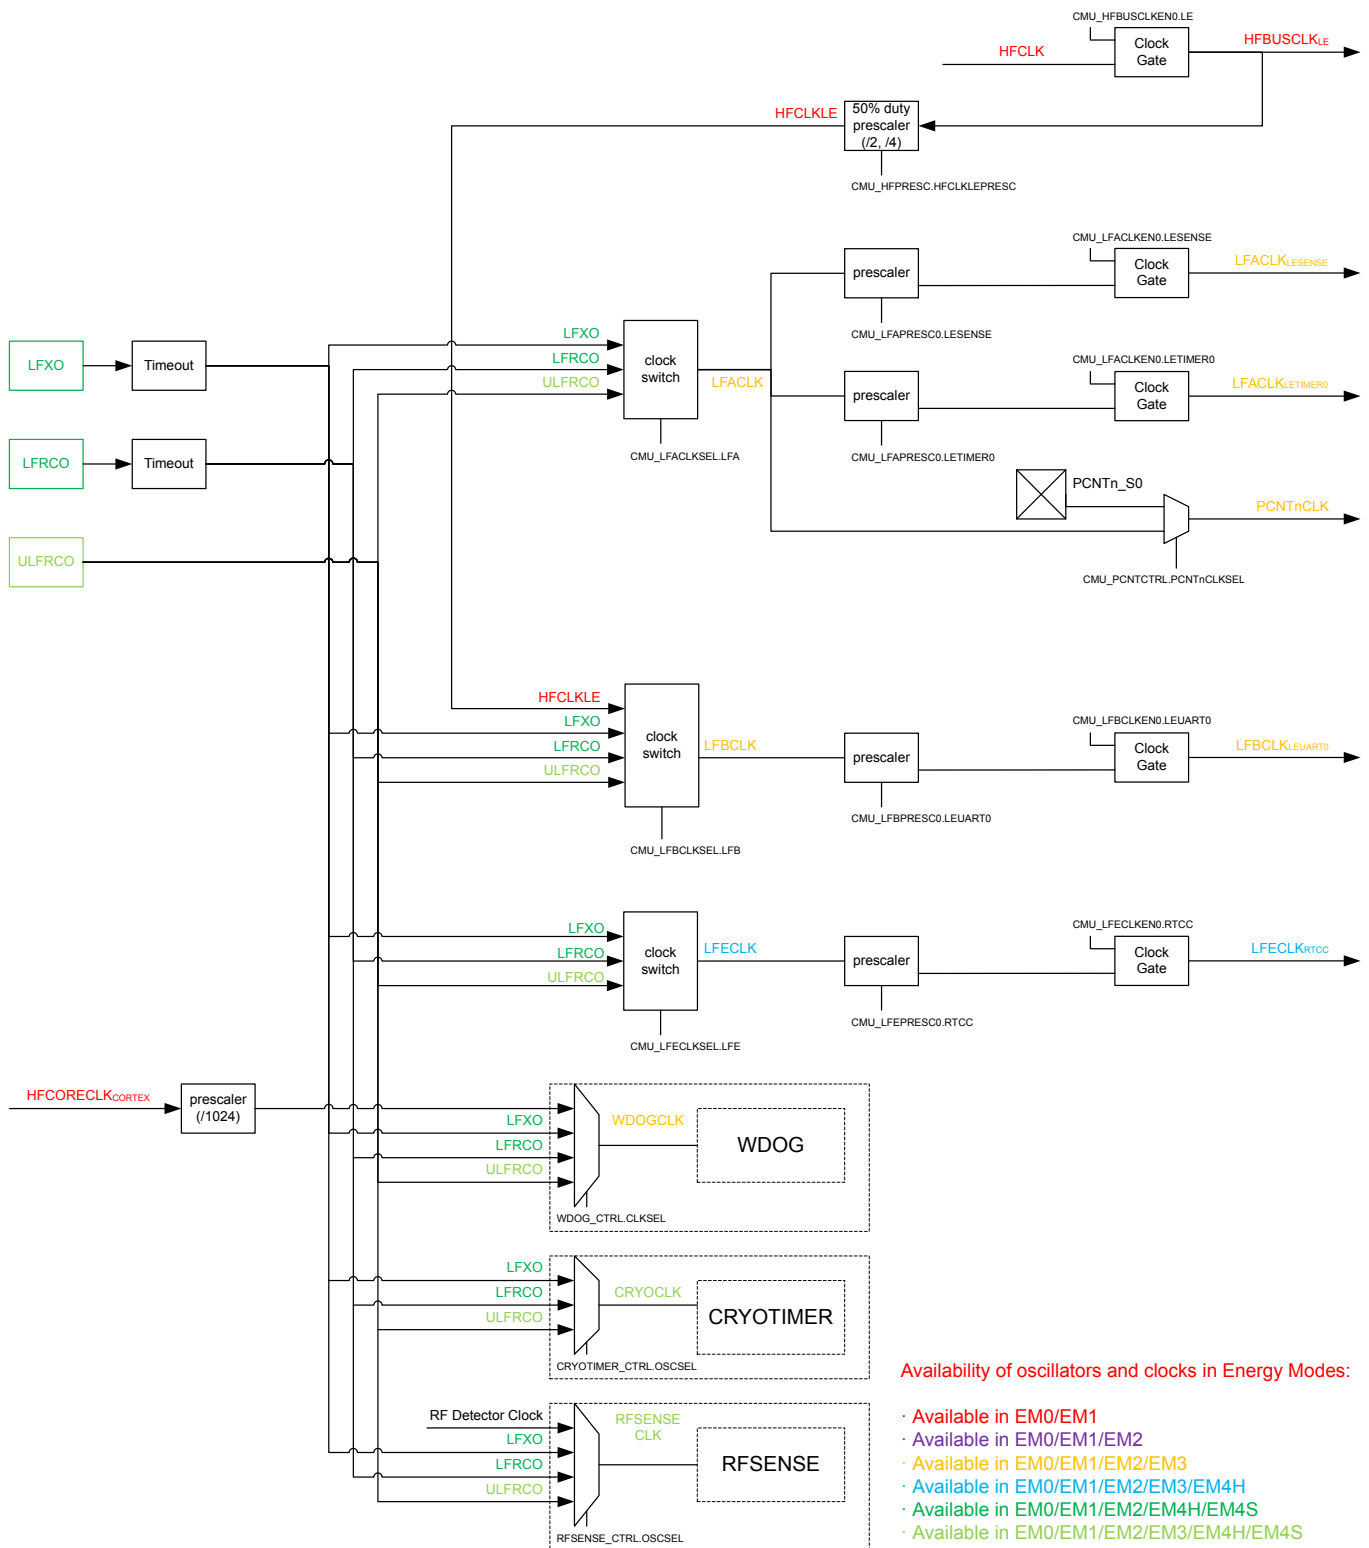 CMU_HFBUSCLKEN0.LE
HFCLK
Clock
Gate
HFBUSCLKLE
HFCLKLE
50% duty
prescaler
(/2, /4)
CMU_HFPRESC.HFCLKLEPRESC
CMU_LFACLKEN0.LESENSE
prescaler
Clock
Gate
LFACLKLESENSE
CMU_LFAPRESC0.LESENSE
LFXO
Timeout
LFXO
LFRCO
ULFRCO
clock
switch
LFACLK
CMU_LFACLKSEL.LFA
CMU_LFACLKEN0.LETIMER0
prescaler
Clock
Gate
LFACLKLETIMER0
CMU_LFAPRESC0.LETIMER0
LFRCO
Timeout
PCNTn_S0
PCNTnCLK
CMU_PCNTCTRL.PCNTnCLKSEL
ULFRCO
HFCLKLE
LFXO
LFRCO
ULFRCO
clock
switch
LFBCLK
CMU_LFBCLKSEL.LFB
prescaler
CMU_LFBPRESC0.LEUART0
CMU_LFBCLKEN0.LEUART0
Clock
Gate
LFBCLKLEUART0
LFXO
LFRCO
ULFRCO
clock
switch
LFECLK
CMU_LFECLKSEL.LFE
prescaler
CMU_LFEPRESC0.RTCC
CMU_LFECLKEN0.RTCC
Clock
Gate
LFECLKRTCC
HFCORECLKCORTEX
prescaler
(/1024)
LFXO
LFRCO
ULFRCO
WDOGCLK
WDOG
WDOG_CTRL.CLKSEL
LFXO
LFRCO
ULFRCO
CRYOCLK
CRYOTIMER
CRYOTIMER_CTRL.OSCSEL
RF Detector Clock
LFXO
LFRCO
ULFRCO
RFSENSE
CLK
RFSENSE
RFSENSE_CTRL.OSCSEL
Availability of oscillators and clocks in Energy Modes:
· Available in EM0/EM1
· Available in EM0/EM1/EM2
· Available in EM0/EM1/EM2/EM3
· Available in EM0/EM1/EM2/EM3/EM4H
· Available in EM0/EM1/EM2/EM4H/EM4S
· Available in EM0/EM1/EM2/EM3/EM4H/EM4S